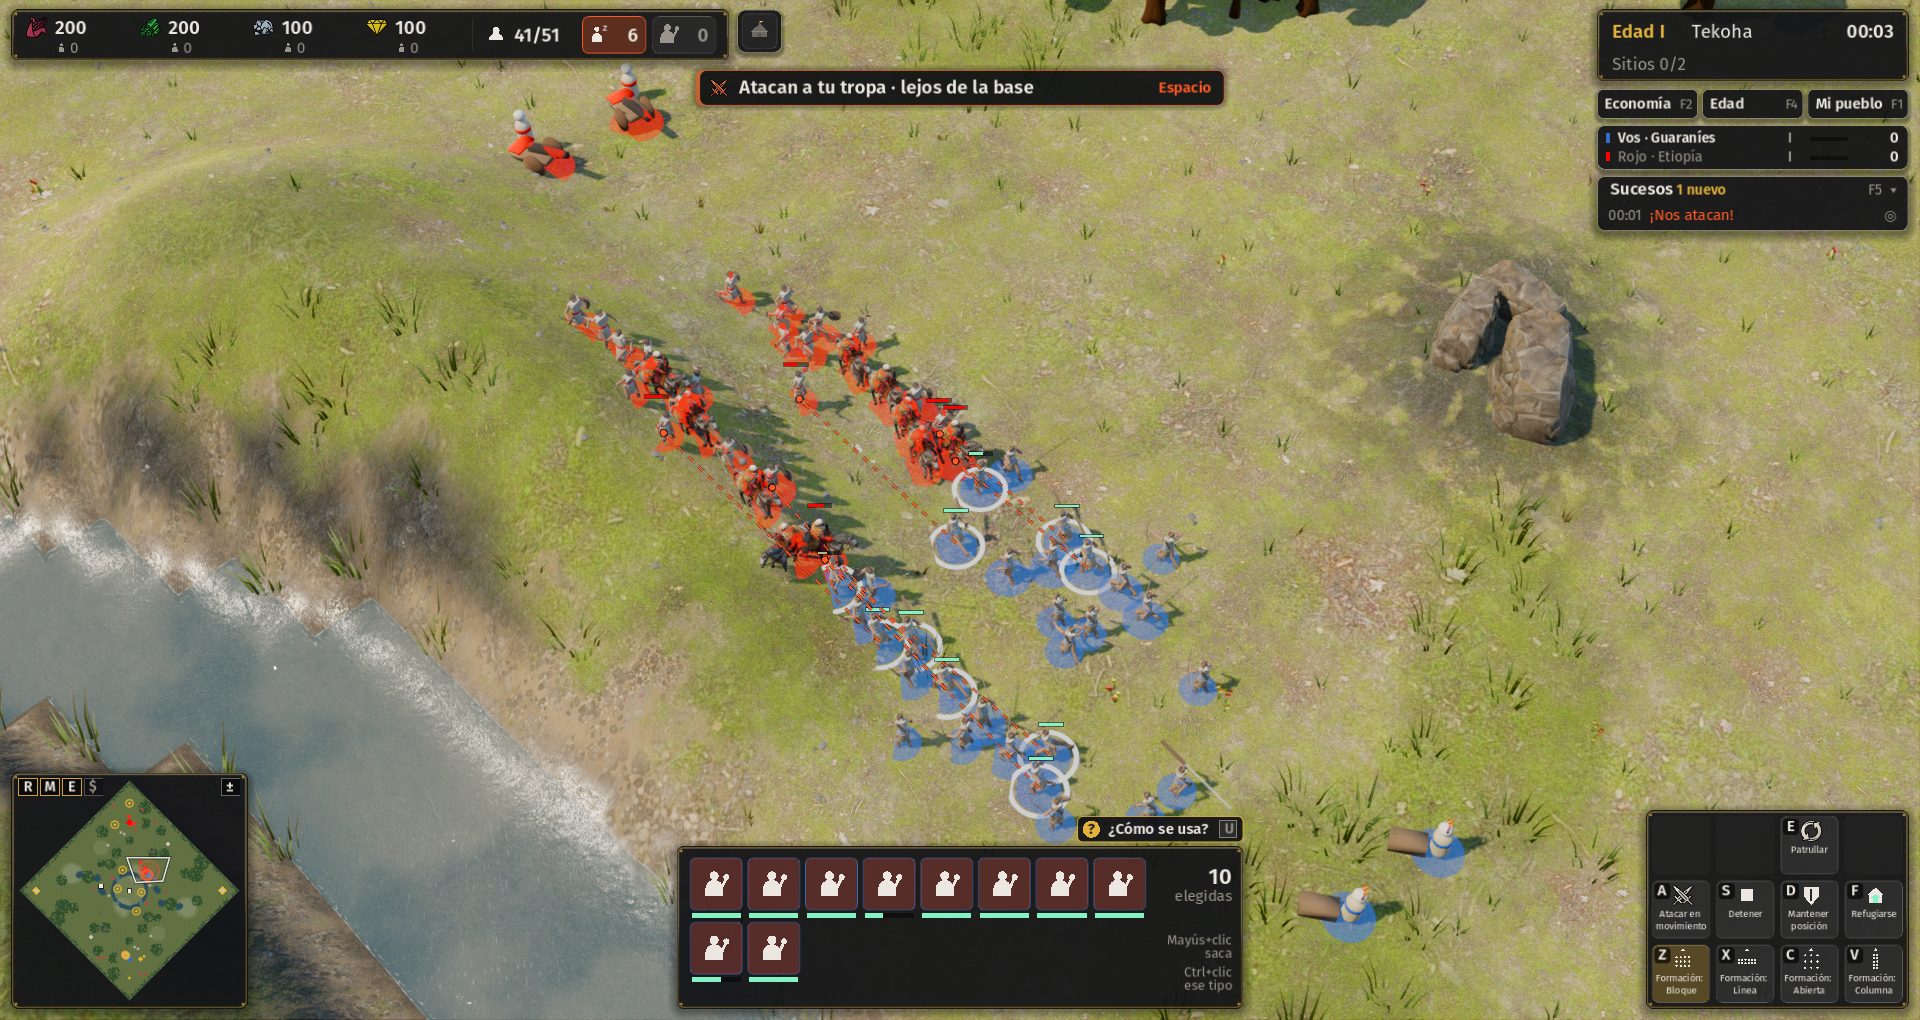 200
200
100
100
0
0
0
0
41/51
z
6
0
Atacan a tu tropa · lejos de la base
Espacio
Edad I Tekoha 00:03
Sitios 0/2
Economía F2
Edad F4
Mi pueblo F1
Vos · Guaraníes I 0
Rojo · Etiopía I 0
Sucesos 1 nuevo F5
00:01 ¡Nos atacan!
R M E $
±
? ¿Cómo se usa? U
10
elegidas
Mayús+clic
saca
Ctrl+clic
ese tipo
E
Patrullar
A
Atacar en
movimiento
S
Detener
D
Mantener
posición
F
Refugiarse
Z
Formación:
Bloque
X
Formación:
Línea
C
Formación:
Abierta
V
Formación:
Columna